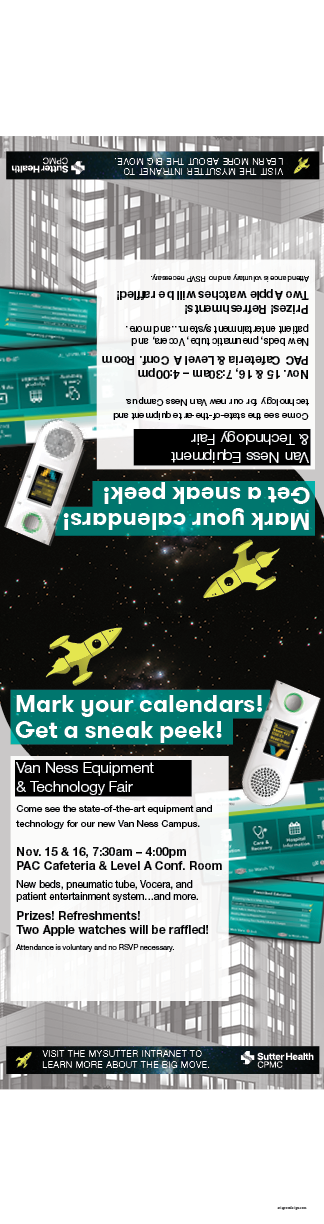 VISIT THE MYSUTTER INTRANET TO
LEARN MORE ABOUT THE BIG MOVE.
Sutter Health
CPMC
Mark your calendars!
Get a sneak peek!
Van Ness Equipment
& Technology Fair
Come see the state-of-the-art equipment and
technology for our new Van Ness Campus.
Nov. 15 & 16, 7:30am – 4:00pm
PAC Cafeteria & Level A Conf. Room
New beds, pneumatic tube, Vocera, and
patient entertainment system…and more.
Prizes! Refreshments!
Two Apple watches will be raffled!
Attendance is voluntary and no RSVP necessary.
Mark your calendars!
Get a sneak peek!
Van Ness Equipment
& Technology Fair
Come see the state-of-the-art equipment and
technology for our new Van Ness Campus.
Nov. 15 & 16, 7:30am – 4:00pm
PAC Cafeteria & Level A Conf. Room
New beds, pneumatic tube, Vocera, and
patient entertainment system…and more.
Prizes! Refreshments!
Two Apple watches will be raffled!
Attendance is voluntary and no RSVP necessary.
Care &
Recovery
Hospital
Information
VISIT THE MYSUTTER INTRANET TO
LEARN MORE ABOUT THE BIG MOVE.
Sutter Health
CPMC